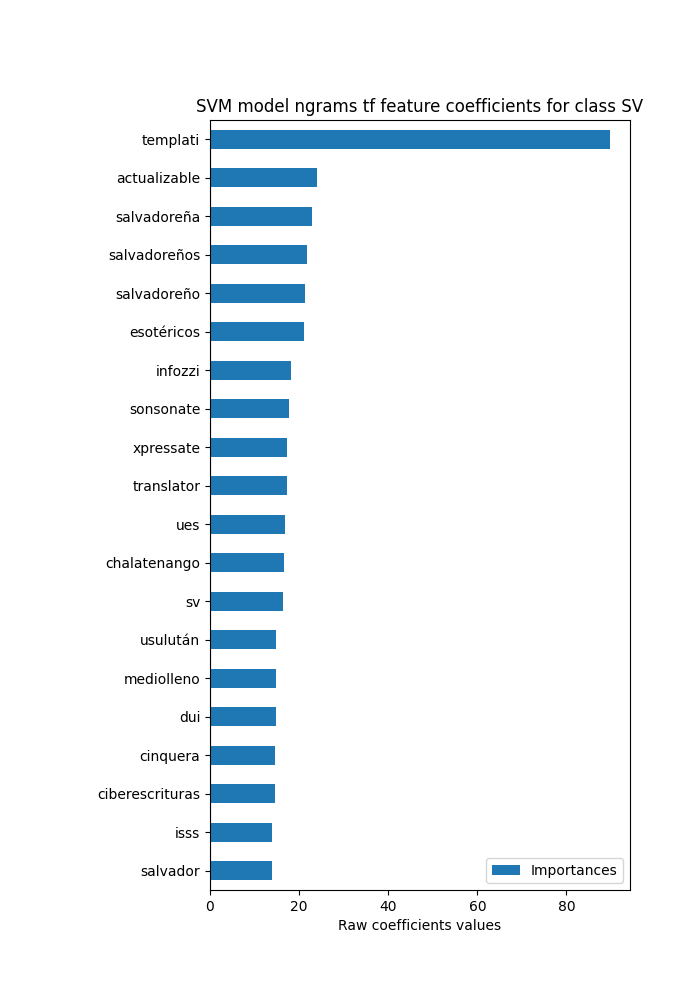 SVM model ngrams tf feature coefficients for class SV
templati
actualizable
salvadoreña
salvadoreños
salvadoreño
esotéricos
infozzi
sonsonate
xpressate
translator
ues
chalatenango
sv
usulután
mediolleno
dui
cinquera
ciberescrituras
isss
salvador
Importances
0 20 40 60 80
Raw coefficients values